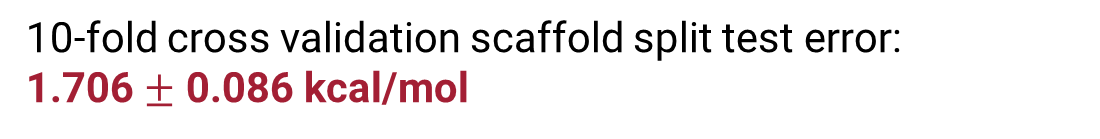 10-fold cross validation scaffold split test error:
1.706 ± 0.086 kcal/mol